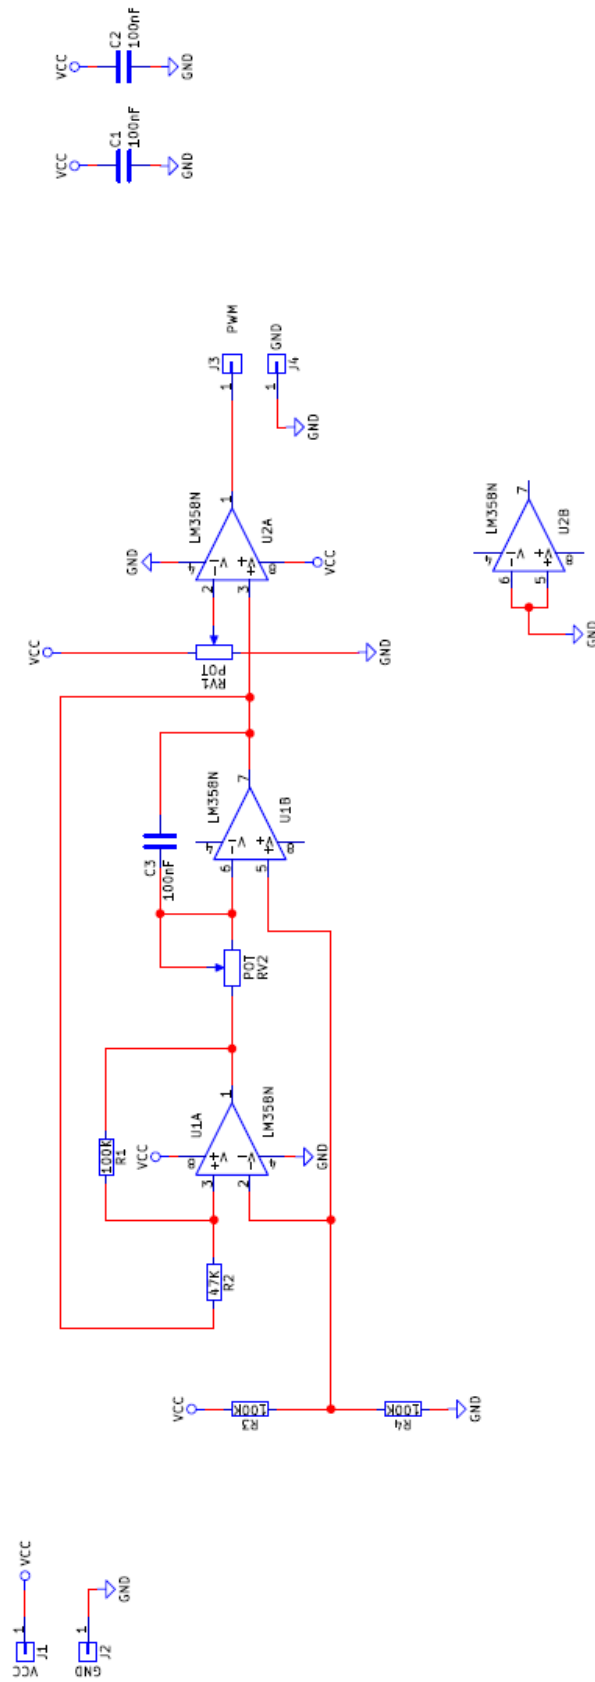 VCC
C2
100nF
GND
VCC
C1
100nF
GND
PWM
J3
1
GND
J4
1
GND
LM358N
U2A
1
GND
4
V-
V+
8
VCC
2
-
+
3
VCC
RV1
POT
GND
LM358N
U2B
7
4
V-
V+
8
6
-
+
5
GND
LM358N
U1B
7
4
V-
V+
8
6
-
+
5
C3
100nF
POT
RV2
U1A
LM358N
1
VCC
8
V+
V-
4
GND
3
+
-
2
100K
R1
47K
R2
VCC
100K
R3
100K
R4
GND
VCC
1
J1
VCC
GND
1
J2
GND